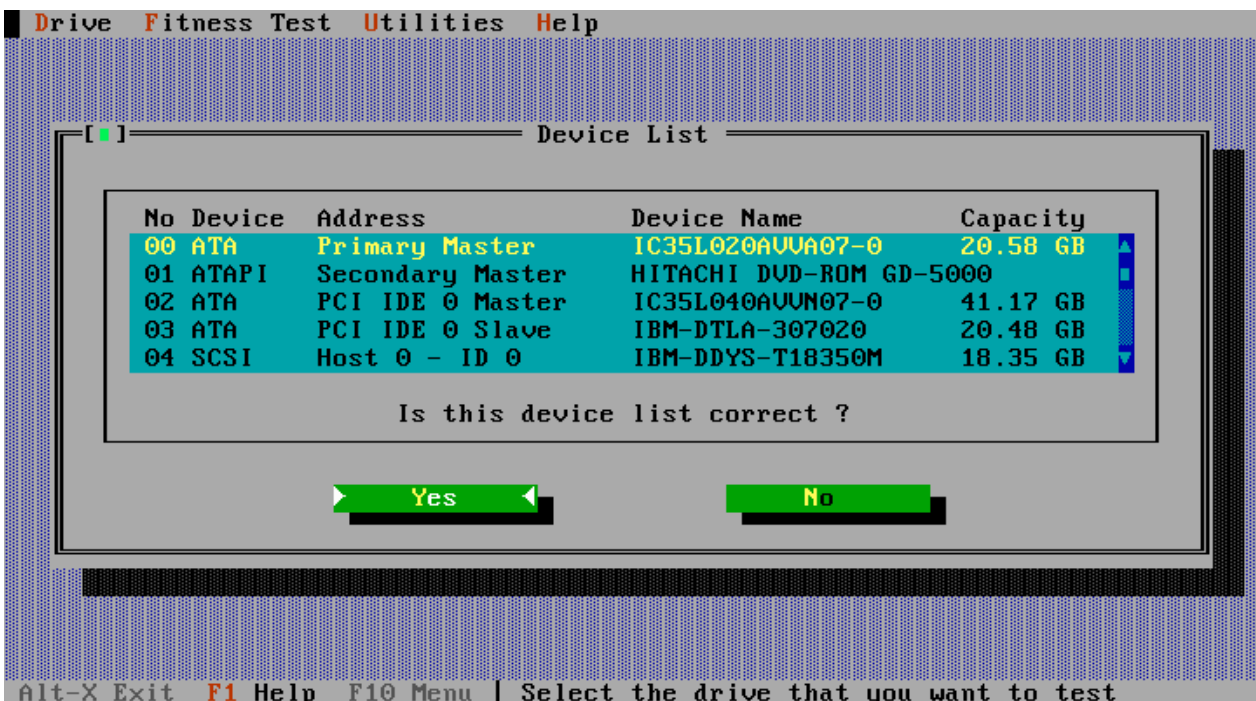 Drive Fitness Test Utilities Help
[■] Device List
No Device Address Device Name Capacity
00 ATA Primary Master IC35L020AVVA07-0 20.58 GB
01 ATAPI Secondary Master HITACHI DVD-ROM GD-5000
02 ATA PCI IDE 0 Master IC35L040AVVN07-0 41.17 GB
03 ATA PCI IDE 0 Slave IBM-DTLA-307020 20.48 GB
04 SCSI Host 0 - ID 0 IBM-DDYS-T18350M 18.35 GB
Is this device list correct ?
Yes No
Alt-X Exit F1 Help F10 Menu | Select the drive that you want to test